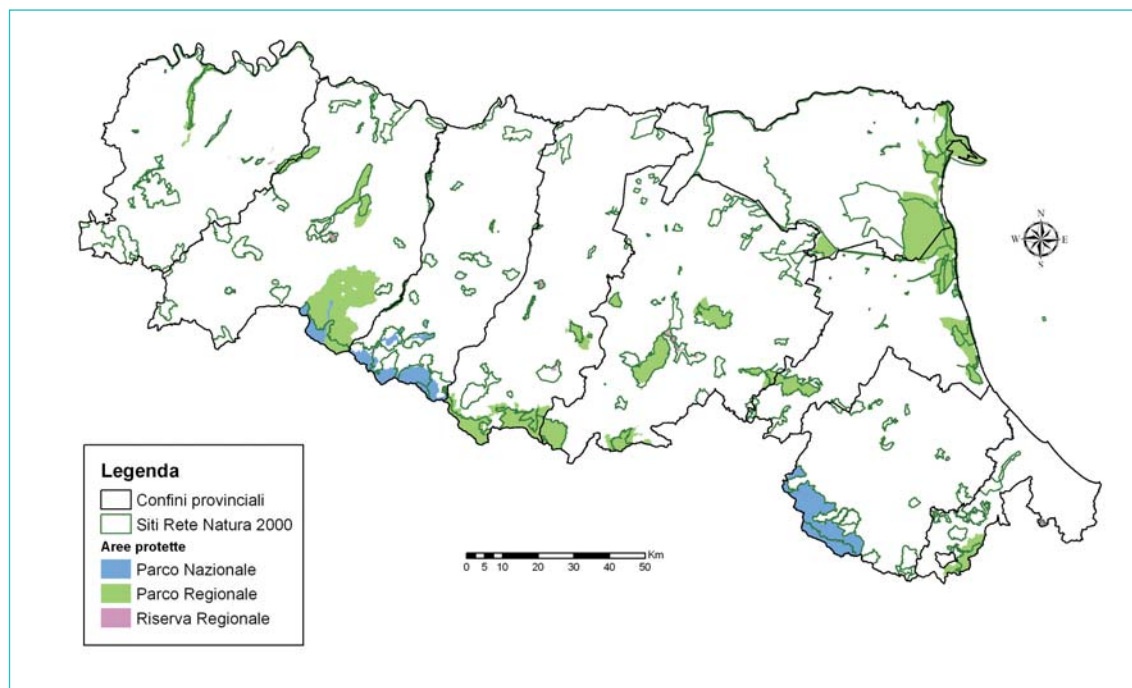 N
W E
S
Legenda
Confini provinciali
Siti Rete Natura 2000
Aree protette
Parco Nazionale
Parco Regionale
Riserva Regionale
Km
0 5 10 20 30 40 50